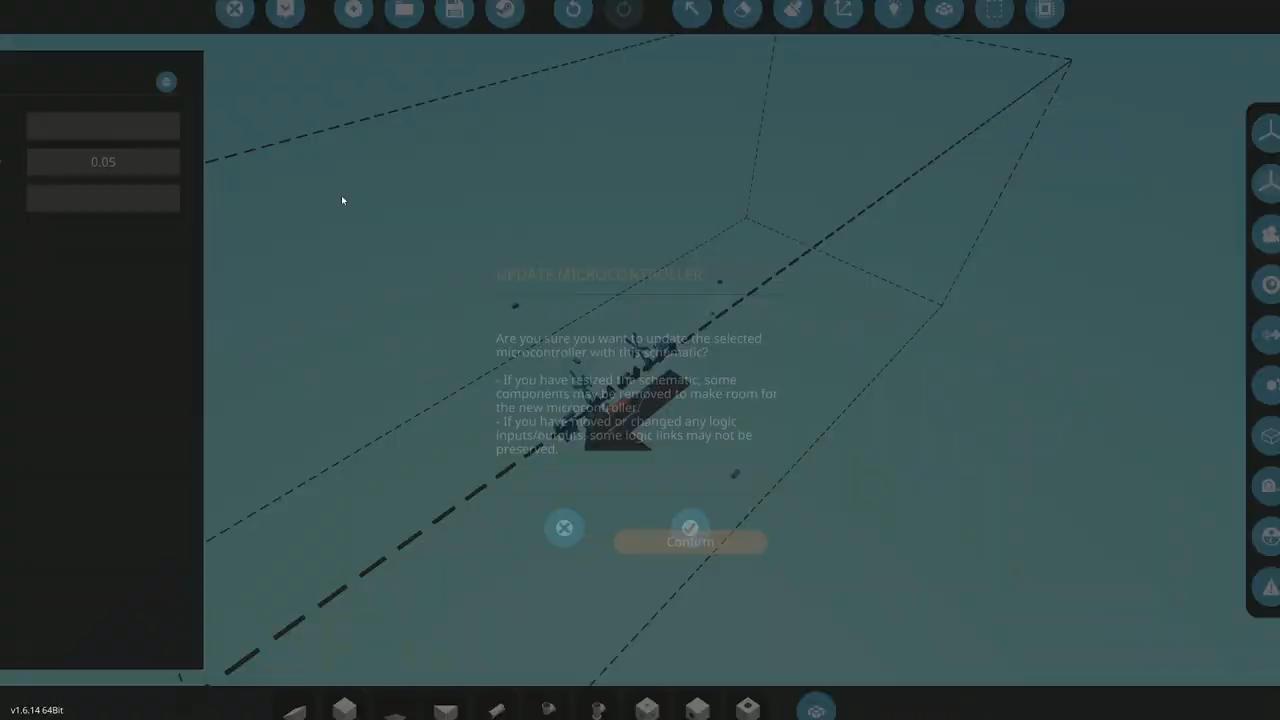 0.05
UPDATE MICROCONTROLLER
Are you sure you want to update the selected
microcontroller with this schematic?
- If you have resized the schematic, some
components may be removed to make room for
the new microcontroller.
- If you have moved or changed any logic
inputs/outputs, some logic links may not be
preserved.
Confirm
v1.6.14 64Bit